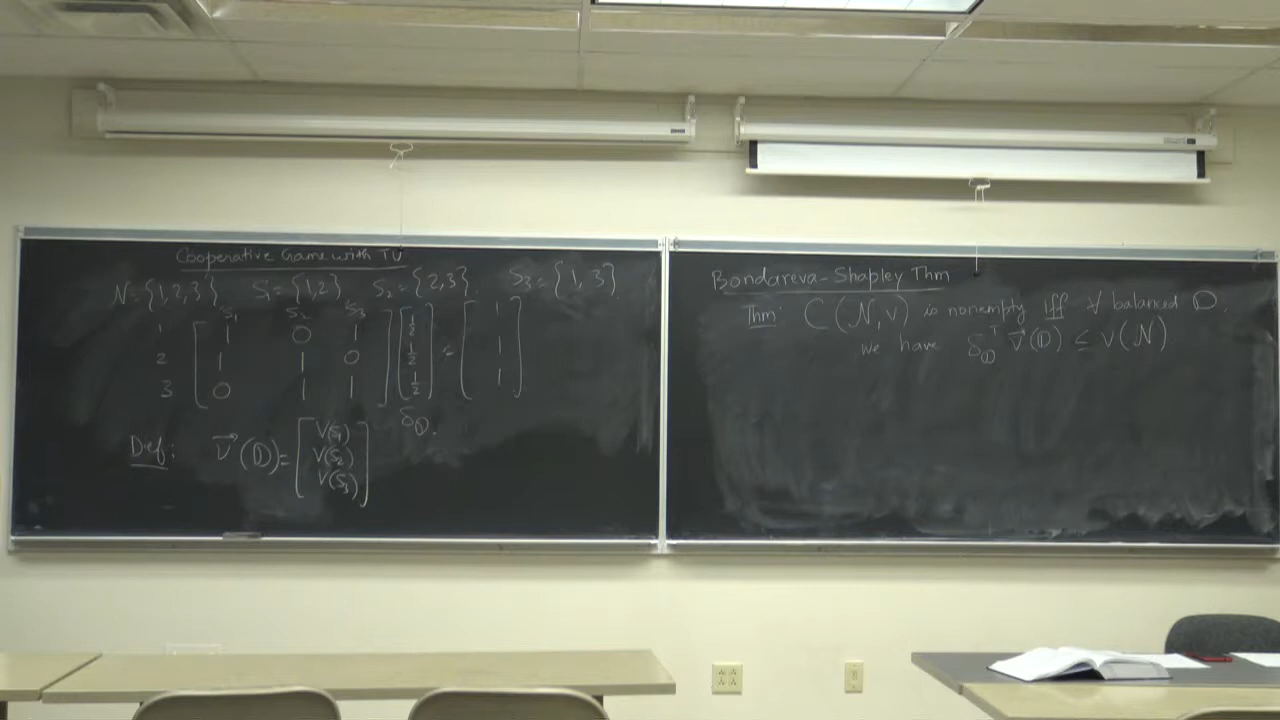 Cooperative Game with TU
N = {1,2,3} S₁ = {1,2} S₂ = {2,3} S₃ = {1,3}
S₁ S₂ S₃
1 [ 1 0 1 ] [ 1/2 ] = [ 1 ]
2 [ 1 1 0 ] [ 1/2 ] [ 1 ]
3 [ 0 1 1 ] [ 1/2 ] [ 1 ]
δ_𝔻.
Def: v⃗(𝔻) = [ V(S₁) ]
[ V(S₂) ]
[ V(S₃) ]
Bondareva-Shapley Thm
Thm: C(N,v) is nonempty iff ∀ balanced 𝔻.
we have δ_𝔻ᵀ v⃗(𝔻) ≤ v(N)